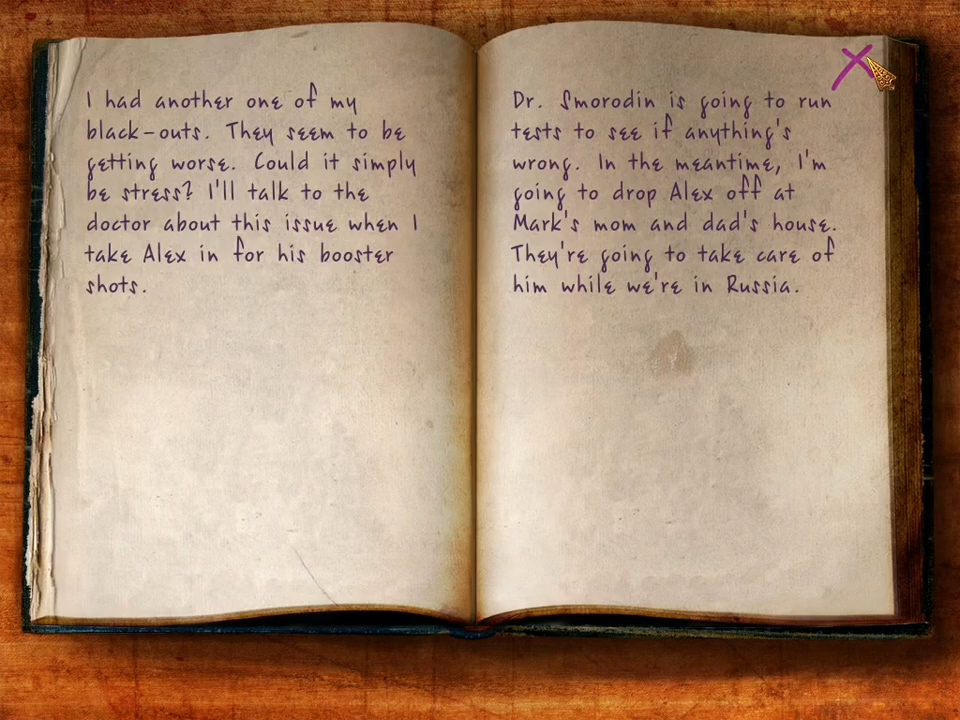 I had another one of my
black-outs. They seem to be
getting worse. Could it simply
be stress? I'll talk to the
doctor about this issue when I
take Alex in for his booster
shots.
Dr. Smorodin is going to run
tests to see if anything's
wrong. In the meantime, I'm
going to drop Alex off at
Mark's mom and dad's house.
They're going to take care of
him while we're in Russia.